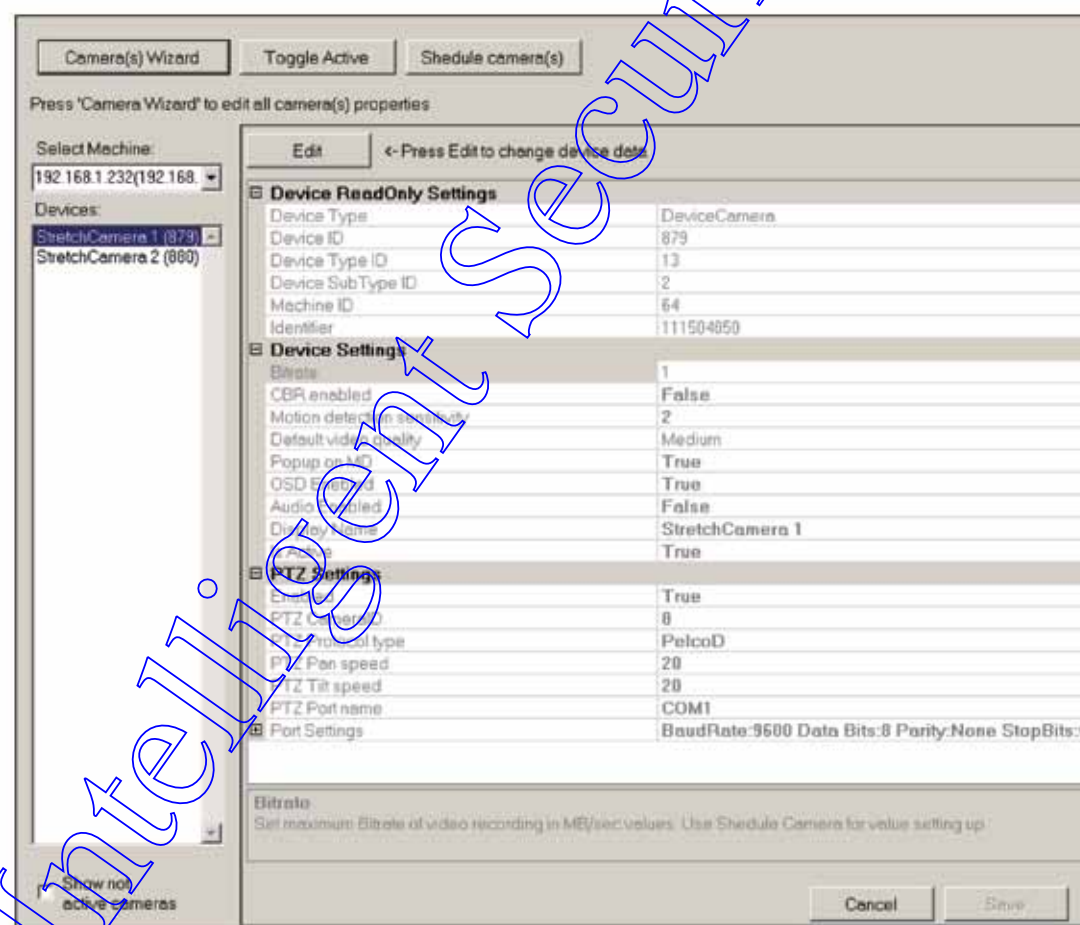 Camera(s) Wizard Toggle Active Shedule camera(s)
Press 'Camera Wizard' to edit all camera(s) properties
Select Machine:
192.168.1.232(192.168.
Devices:
StretchCamera 1 (879)
StretchCamera 2 (880)
Show not
active cameras
Edit <- Press Edit to change device data
Device ReadOnly Settings
Device Type DeviceCamera
Device ID 879
Device Type ID 13
Device SubType ID 2
Machine ID 64
Identifier 111504050
Device Settings
Bitrate 1
CBR enabled False
Motion detection sensitivity 2
Default video quality Medium
Popup on MD True
OSD Enabled True
Audio Enabled False
Display Name StretchCamera 1
Is Active True
PTZ Settings
Enabled True
PTZ CameraID 8
PTZ Protocol type PelcoD
PTZ Pan speed 20
PTZ Tilt speed 20
PTZ Port name COM1
Port Settings BaudRate:9600 Data Bits:8 Parity:None StopBits:
Bitrate
Set maximum Bitrate of video recording in MB/sec values. Use Shedule Camera for value setting up
Cancel Save
Intelligent Secur